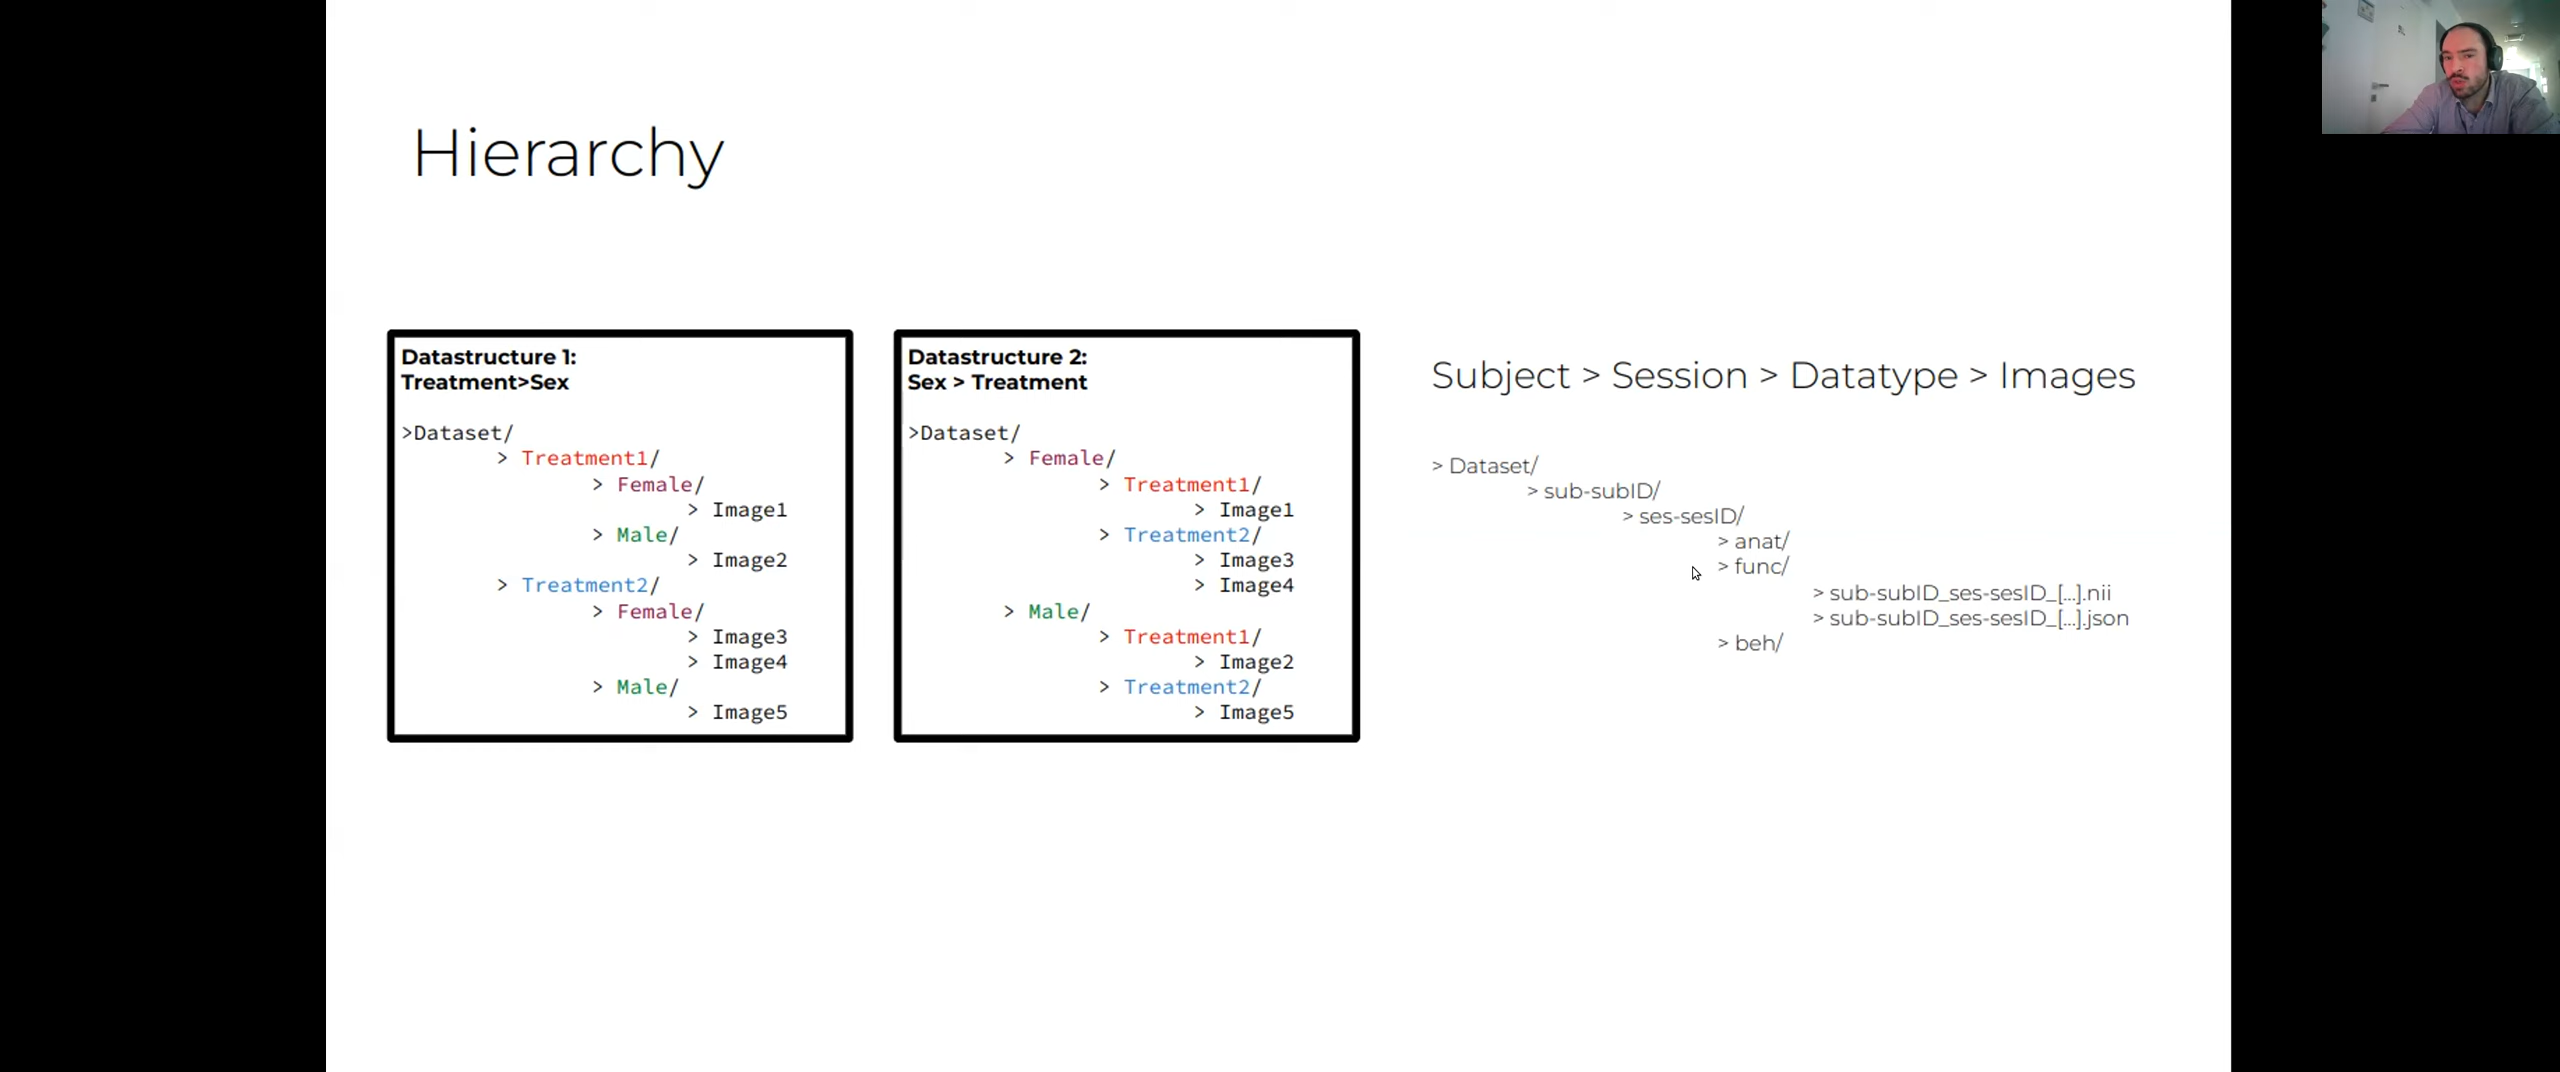 Hierarchy
Datastructure 1:
Treatment>Sex
>Dataset/
> Treatment1/
> Female/
> Image1
> Male/
> Image2
> Treatment2/
> Female/
> Image3
> Image4
> Male/
> Image5
Datastructure 2:
Sex > Treatment
>Dataset/
> Female/
> Treatment1/
> Image1
> Treatment2/
> Image3
> Image4
> Male/
> Treatment1/
> Image2
> Treatment2/
> Image5
Subject > Session > Datatype > Images
> Dataset/
> sub-subID/
> ses-sesID/
> anat/
> func/
> sub-subID_ses-sesID_[...].nii
> sub-subID_ses-sesID_[...].json
> beh/